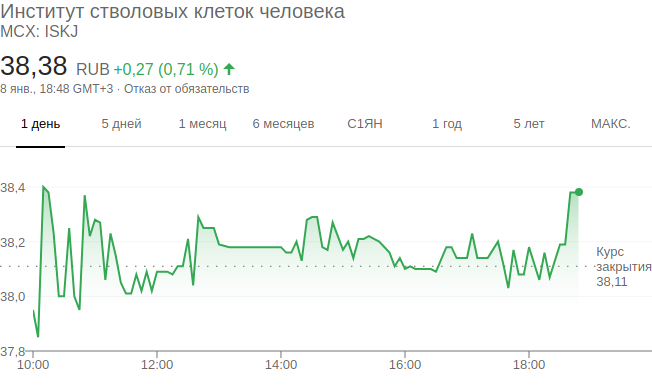 Институт стволовых клеток человека
MCX: ISKJ
38,38 RUB +0,27 (0,71 %)
8 янв., 18:48 GMT+3 · Отказ от обязательств
1 день 5 дней 1 месяц 6 месяцев С1ЯН 1 год 5 лет МАКС.
38,4
38,2
38,0
37,8
Курс
закрытия
38,11
10:00 12:00 14:00 16:00 18:00